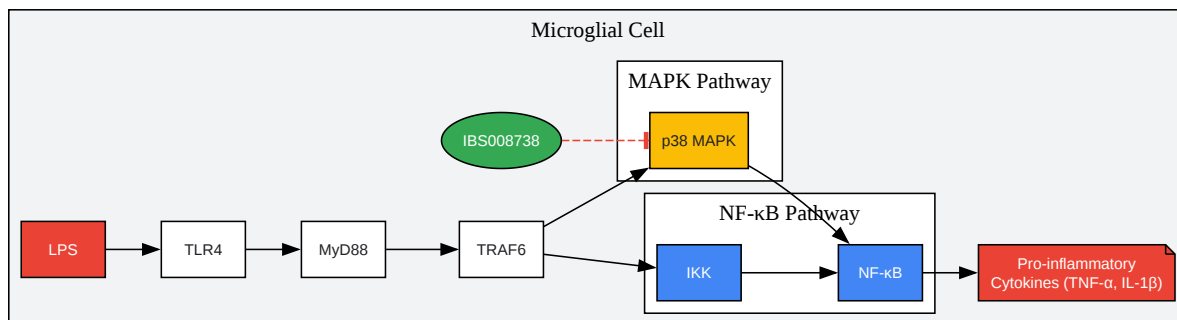 Microglial Cell
MAPK Pathway
IBS008738
p38 MAPK
NF-κB Pathway
LPS
TLR4
MyD88
TRAF6
IKK
NF-κB
Pro-inflammatory
Cytokines (TNF-α, IL-1β)